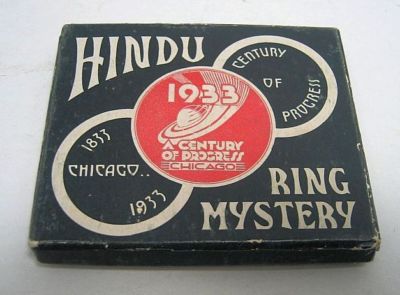 HINDU
CENTURY
OF
PROGRESS
1933
A CENTURY
OF PROGRESS
CHICAGO
1833
CHICAGO..
1933
RING
MYSTERY